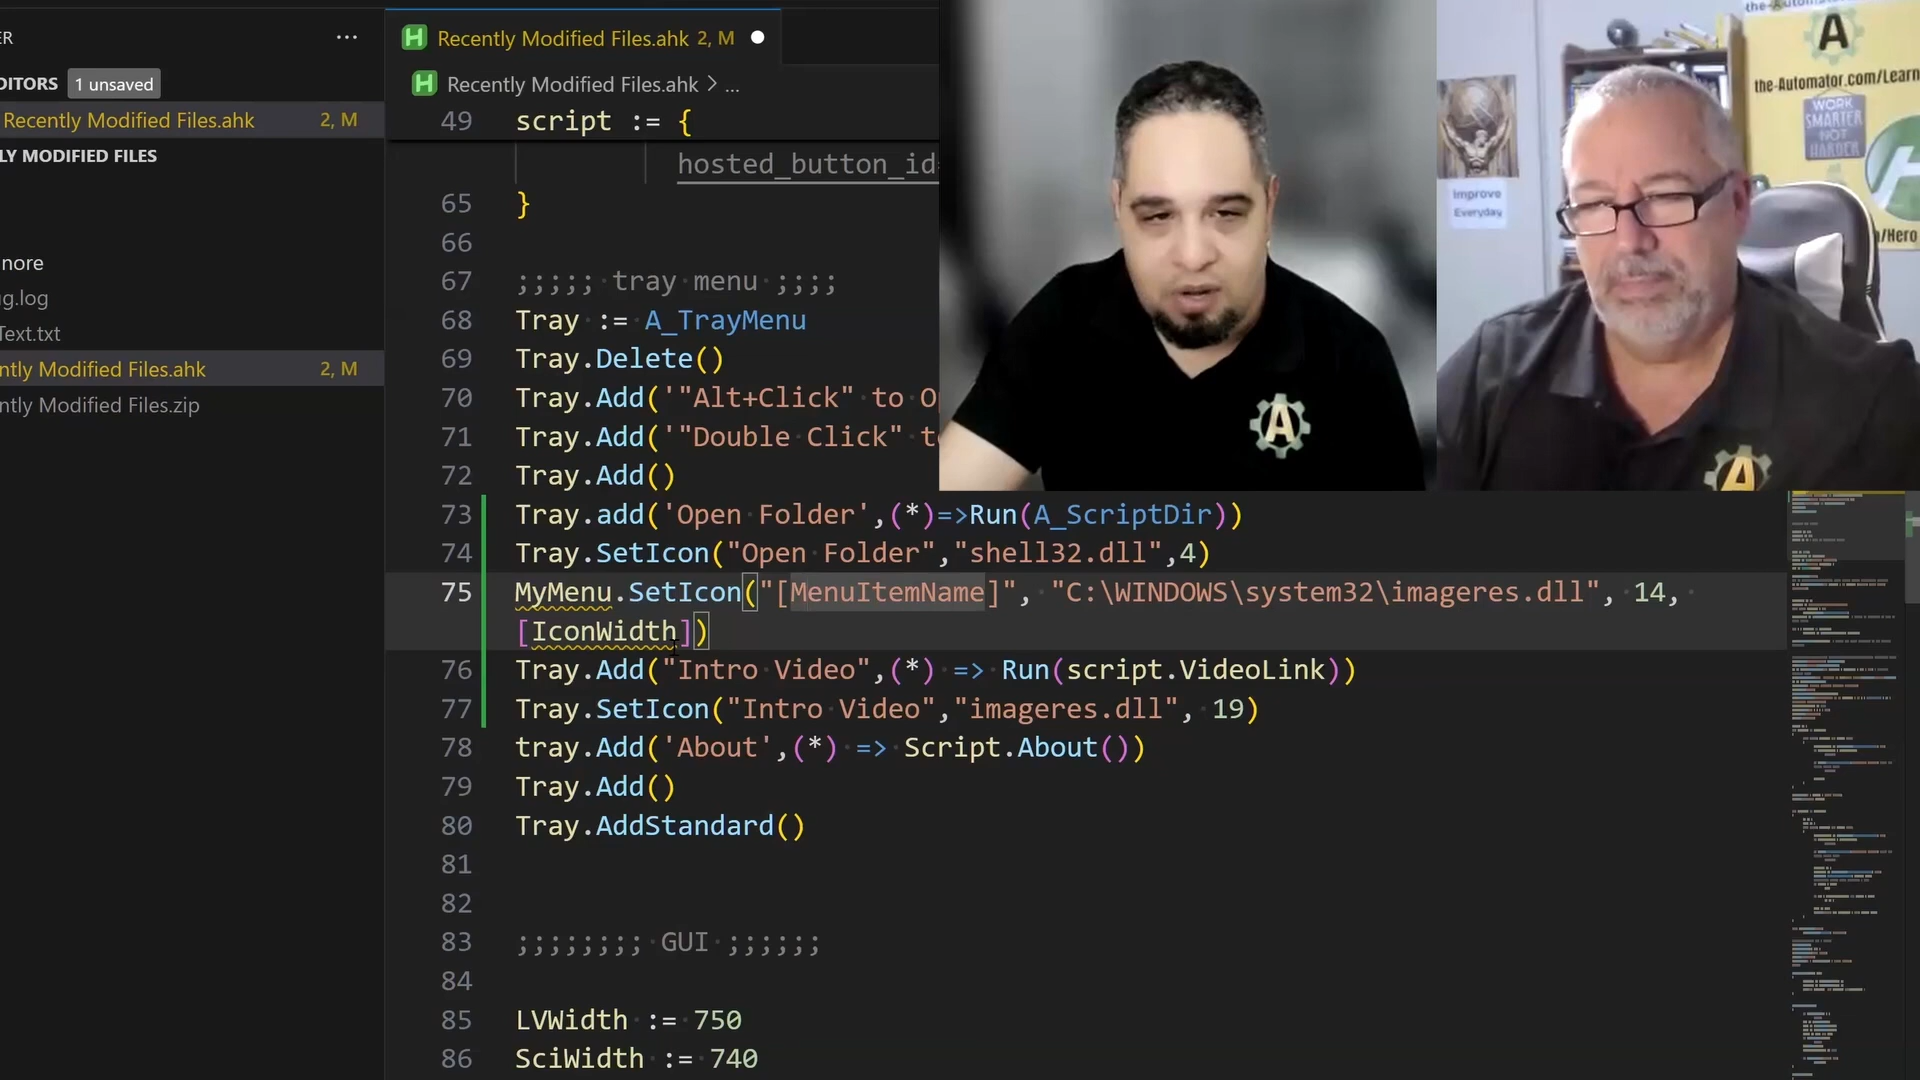 ER
...
EDITORS 1 unsaved
Recently Modified Files.ahk 2, M
LY MODIFIED FILES
nore
g.log
Text.txt
ntly Modified Files.ahk 2, M
ntly Modified Files.zip
H Recently Modified Files.ahk 2, M
H Recently Modified Files.ahk > ...
49 script := {
hosted_button_id
65 }
66
67 ;;;;; tray menu ;;;;
68 Tray := A_TrayMenu
69 Tray.Delete()
70 Tray.Add('"Alt+Click" to O
71 Tray.Add('"Double Click" t
72 Tray.Add()
73 Tray.add('Open Folder',(*)=>Run(A_ScriptDir))
74 Tray.SetIcon("Open Folder","shell32.dll",4)
75 MyMenu.SetIcon("[MenuItemName]", "C:\WINDOWS\system32\imageres.dll", 14,
[IconWidth])
76 Tray.Add("Intro Video",(*) => Run(script.VideoLink))
77 Tray.SetIcon("Intro Video","imageres.dll", 19)
78 tray.Add('About',(*) => Script.About())
79 Tray.Add()
80 Tray.AddStandard()
81
82
83 ;;;;;;;; GUI ;;;;;;
84
85 LVWidth := 750
86 SciWidth := 740
A
the-Automator.com/Learn
WORK
SMARTER
NOT
HARDER
Improve
Everyday
H
/Hero
A
A